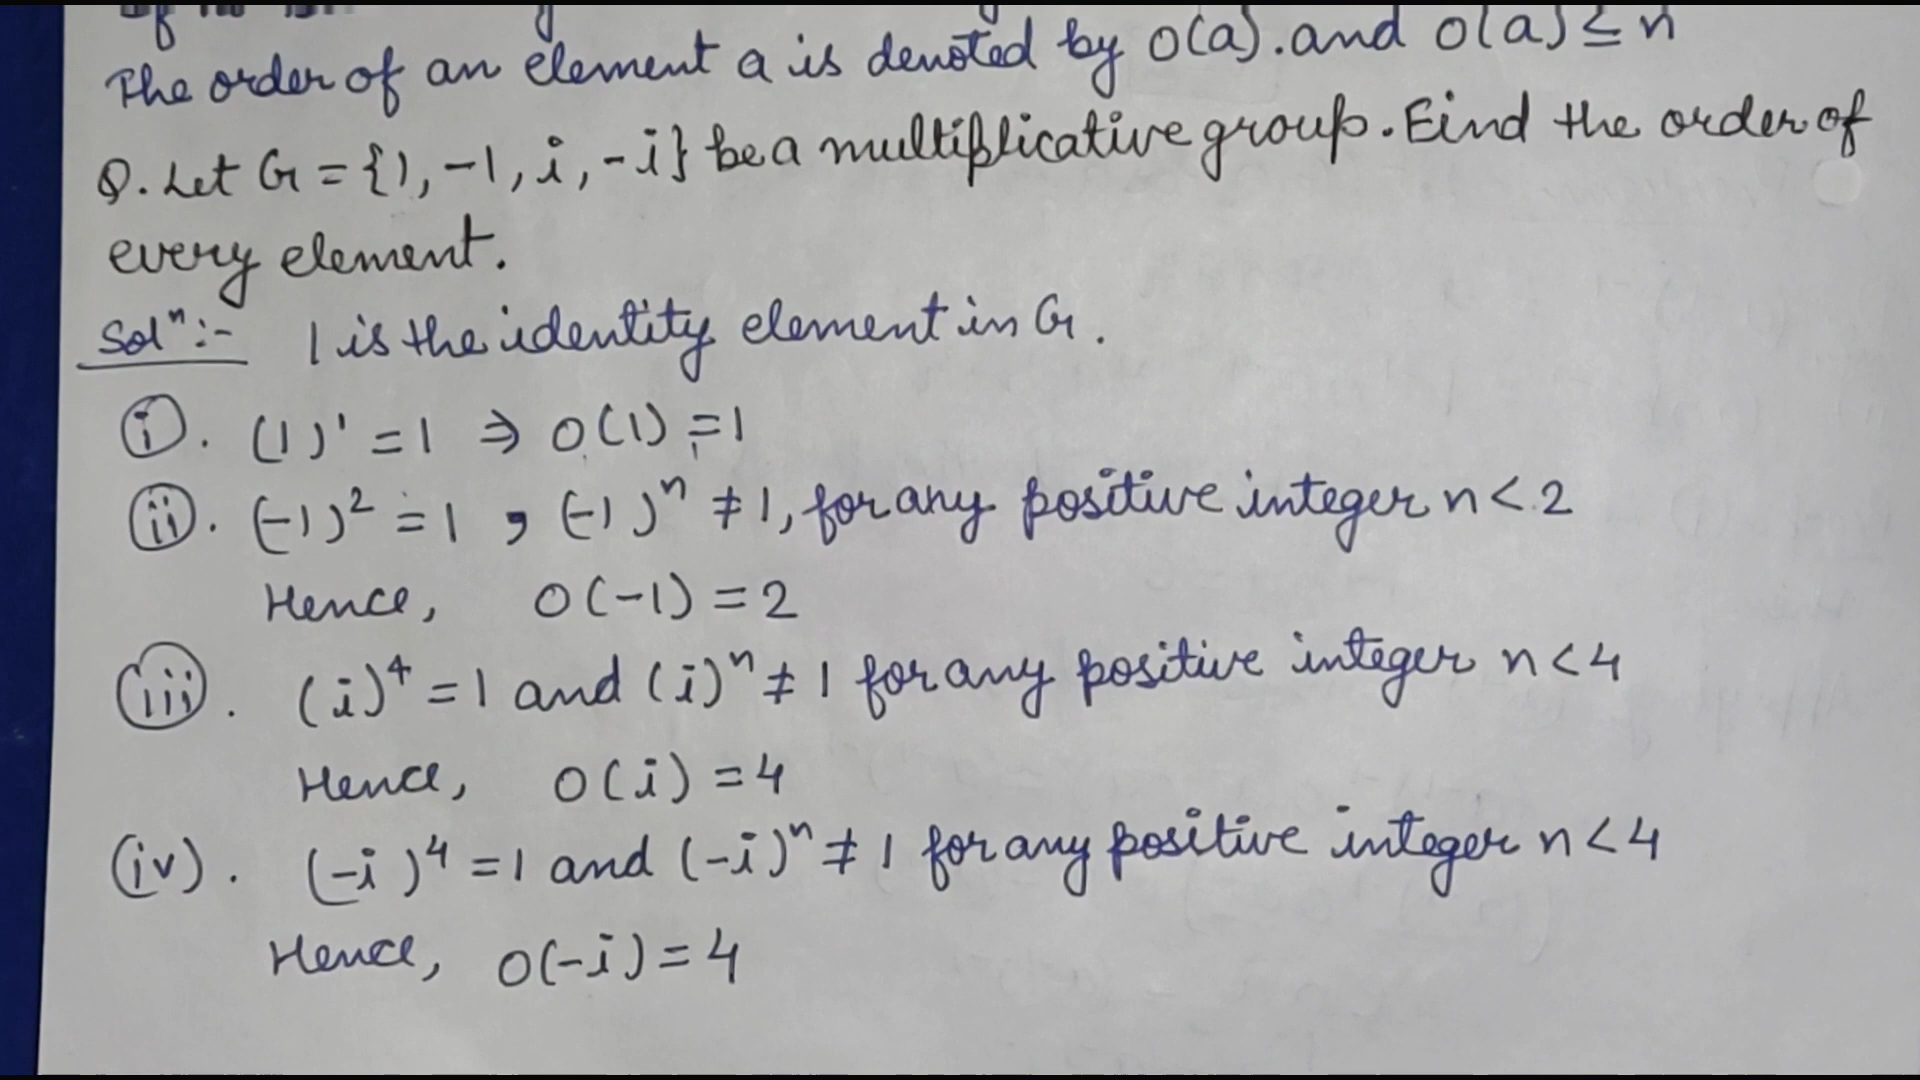 The order of an element a is denoted by O(a). and O(a) ≤ n
Q. Let G = {1, -1, i, -i} be a multiplicative group. Find the order of
every element.
Solⁿ :- 1 is the identity element in G.
(i). (1)¹ = 1 ⇒ O(1) = 1
(ii). (-1)² = 1 , (-1)ⁿ ≠ 1, for any positive integer n < 2
Hence, O(-1) = 2
(iii). (i)⁴ = 1 and (i)ⁿ ≠ 1 for any positive integer n < 4
Hence, O(i) = 4
(iv). (-i)⁴ = 1 and (-i)ⁿ ≠ 1 for any positive integer n < 4
Hence, O(-i) = 4